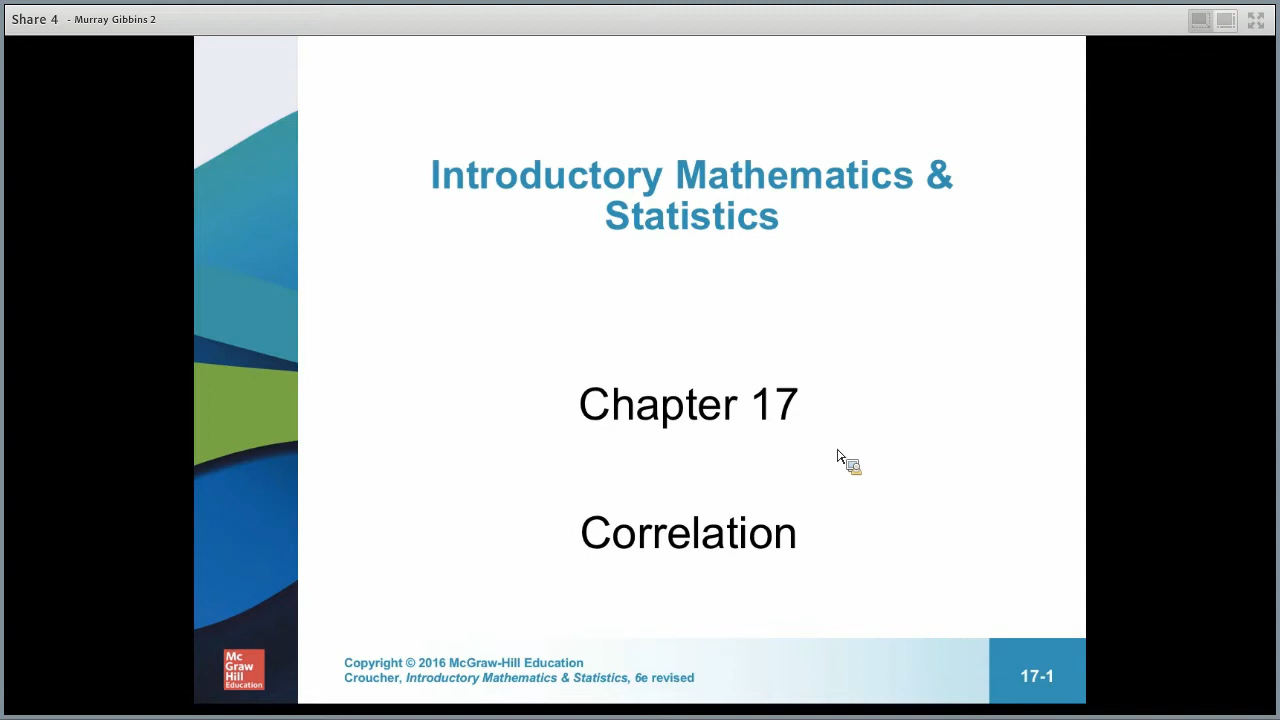 Share 4 - Murray Gibbins 2
Introductory Mathematics &
Statistics
Chapter 17
Correlation
Mc
Graw
Hill
Education
Copyright © 2016 McGraw-Hill Education
Croucher, Introductory Mathematics & Statistics, 6e revised
17-1